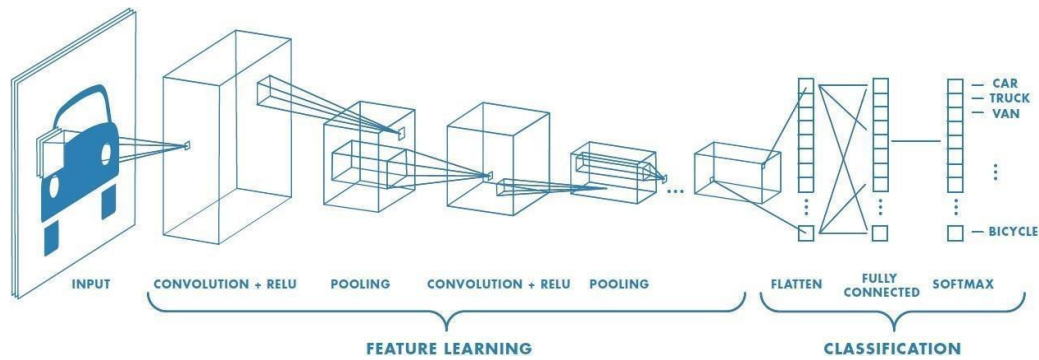 CAR
TRUCK
VAN
BICYCLE
INPUT
CONVOLUTION + RELU
POOLING
CONVOLUTION + RELU
POOLING
FLATTEN
FULLY
CONNECTED
SOFTMAX
FEATURE LEARNING
CLASSIFICATION